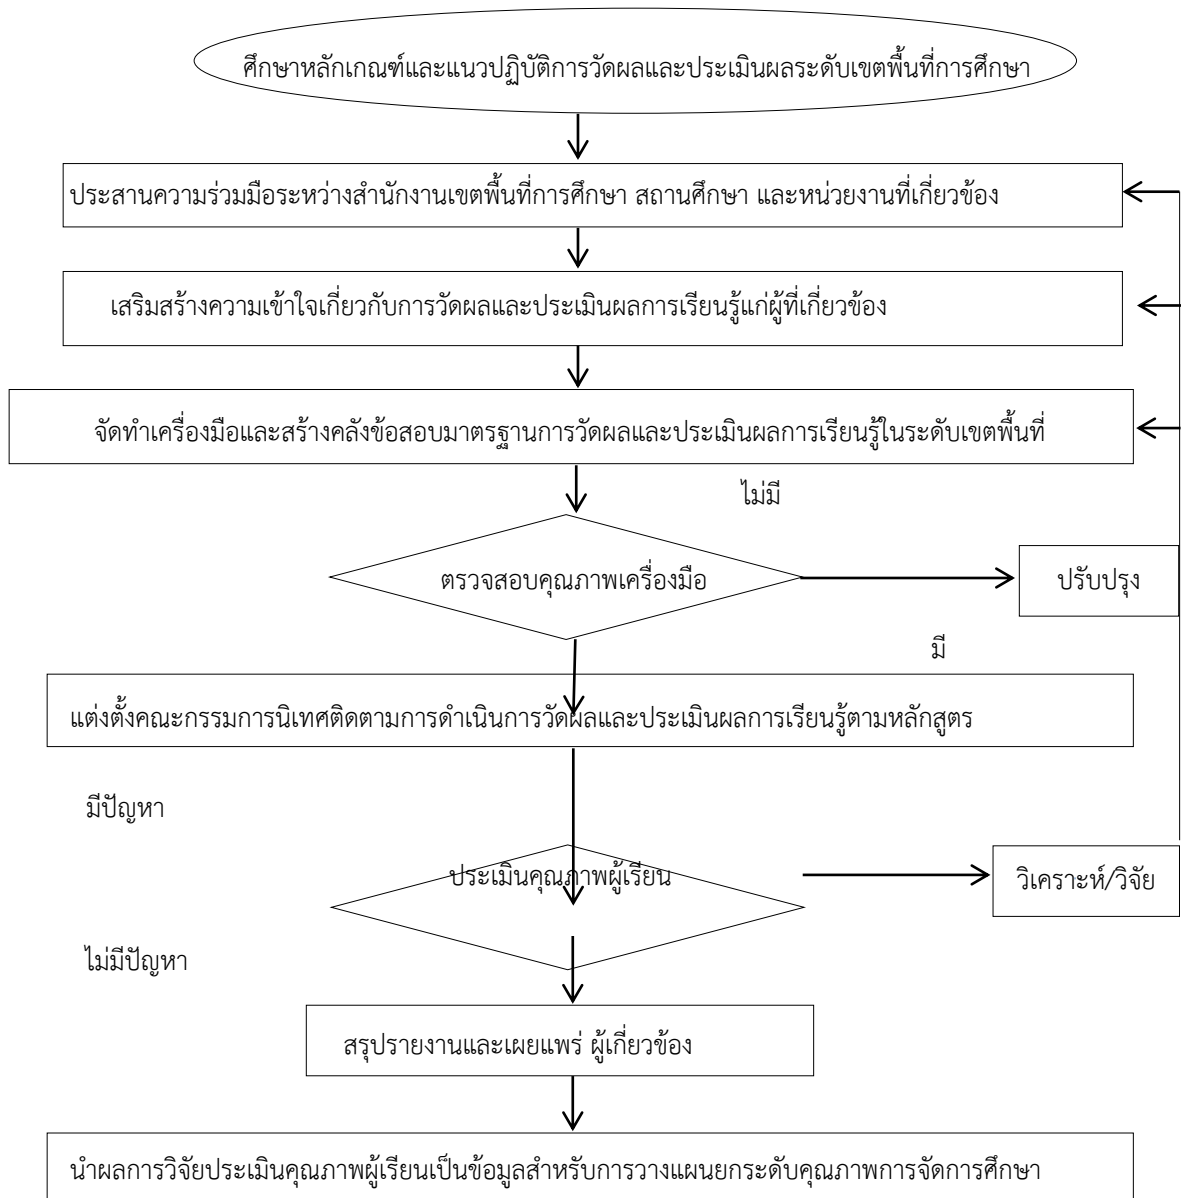 ศึกษาหลักเกณฑ์และแนวปฏิบัติการวัดผลและประเมินผลระดับเขตพื้นที่การศึกษา
ประสานความร่วมมือระหว่างสำนักงานเขตพื้นที่การศึกษา สถานศึกษา และหน่วยงานที่เกี่ยวข้อง
เสริมสร้างความเข้าใจเกี่ยวกับการวัดผลและประเมินผลการเรียนรู้แก่ผู้ที่เกี่ยวข้อง
จัดทำเครื่องมือและสร้างคลังข้อสอบมาตรฐานการวัดผลและประเมินผลการเรียนรู้ในระดับเขตพื้นที่
ไม่มี
ตรวจสอบคุณภาพเครื่องมือ
ปรับปรุง
มี
แต่งตั้งคณะกรรมการนิเทศติดตามการดำเนินการวัดผลและประเมินผลการเรียนรู้ตามหลักสูตร
มีปัญหา
ประเมินคุณภาพผู้เรียน
วิเคราะห์/วิจัย
ไม่มีปัญหา
สรุปรายงานและเผยแพร่ ผู้เกี่ยวข้อง
นำผลการวิจัยประเมินคุณภาพผู้เรียนเป็นข้อมูลสำหรับการวางแผนยกระดับคุณภาพการจัดการศึกษา